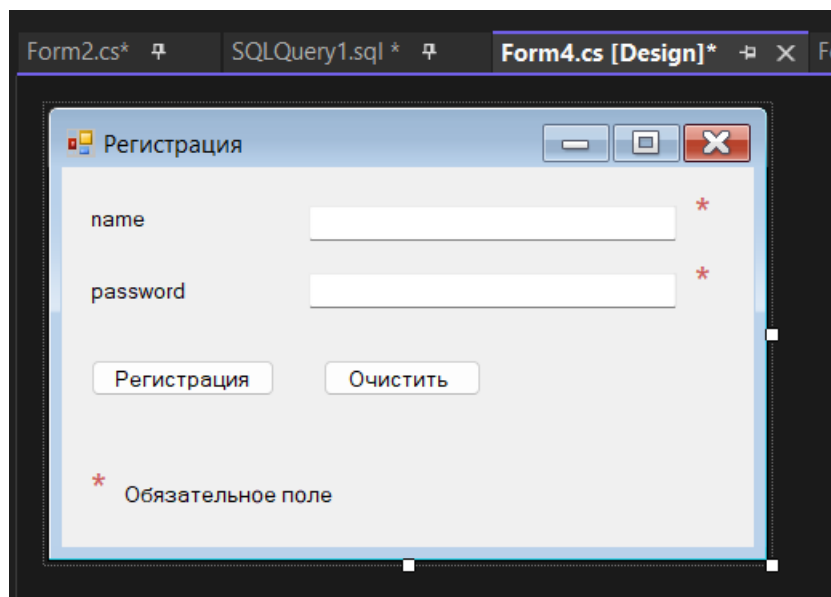 Form2.cs* SQLQuery1.sql * Form4.cs [Design]*
Регистрация
name *
password *
Регистрация Очистить
* Обязательное поле